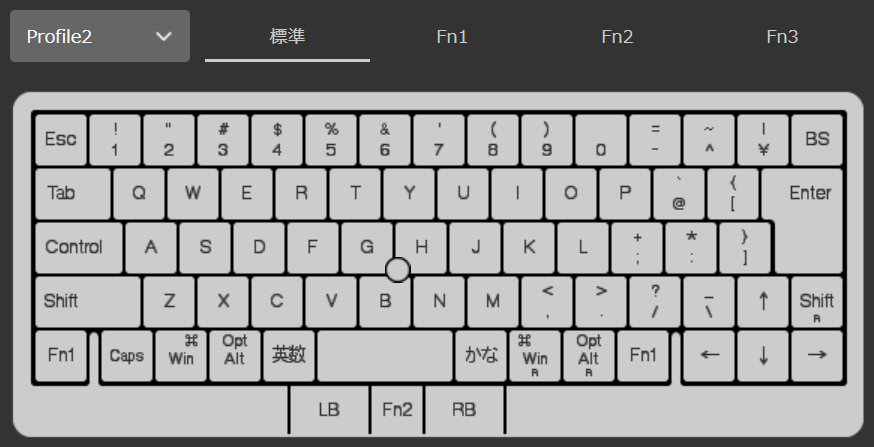 Profile2 標準 Fn1 Fn2 Fn3
! " # $ % & ' ( ) = ~ |
Esc 1 2 3 4 5 6 7 8 9 0 - ^ ¥ BS
Tab Q W E R T Y U I O P ` @ { [ Enter
Control A S D F G H J K L + ; * : } ]
Shift Z X C V B N M < , > . ? / _ \ ↑ Shift R
Fn1 Caps ⌘ Win Opt Alt 英数 かな ⌘ Win R Opt Alt R Fn1 ← ↓ →
LB Fn2 RB